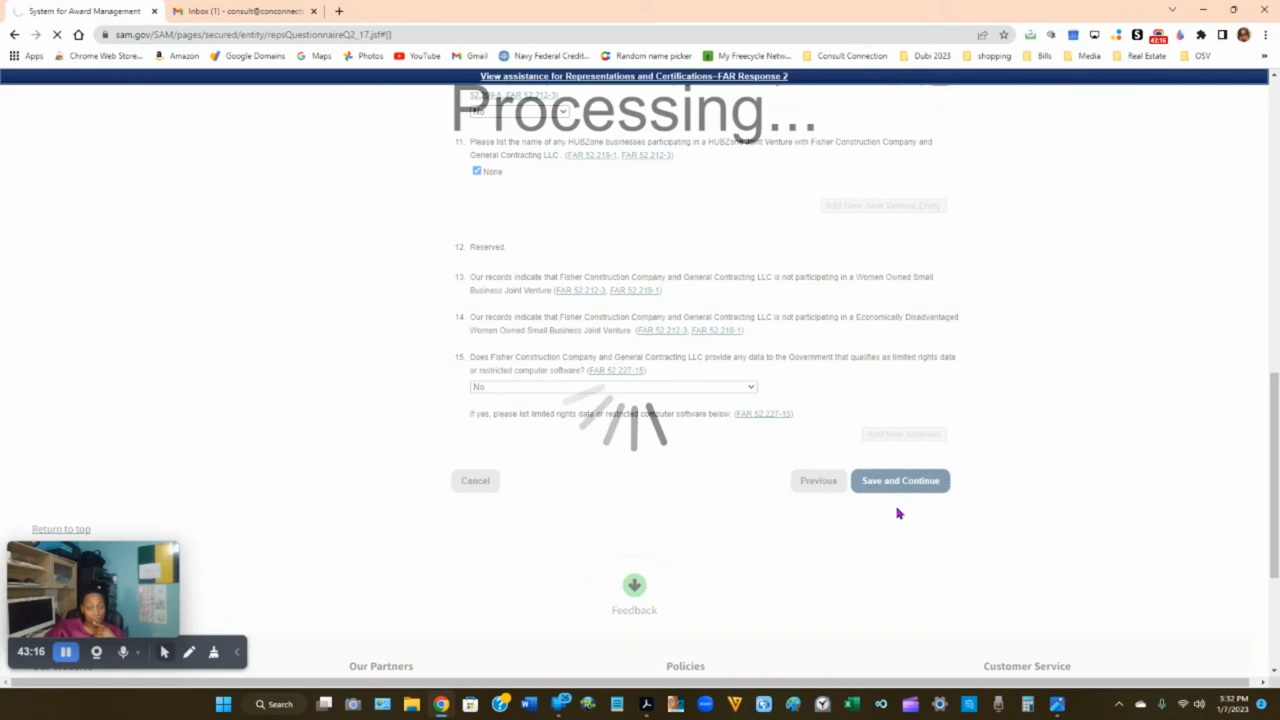 System for Award Management
Inbox (1) - consult@conconnect
sam.gov/SAM/pages/secured/entity/repsQuestionnaireQ2_17.jsf#[]
43:16
Apps
Chrome Web Store...
Amazon
Google Domains
Maps
Photos
YouTube
Gmail
Navy Federal Credit...
Random name picker
My Freecycle Netw...
Consult Connection
Dubi 2023
shopping
Bills
Media
Real Estate
OSV
»
View assistance for Representations and Certifications–FAR Response 2
FAR 52.212-3)
No
Processing...
11. Please list the name of any HUBZone businesses participating in a HUBZone Joint Venture with Fisher Construction Company and
General Contracting LLC . (FAR 52.219-1, FAR 52.212-3)
None
Add New Joint Venture Entity
12. Reserved.
13. Our records indicate that Fisher Construction Company and General Contracting LLC is not participating in a Women Owned Small
Business Joint Venture (FAR 52.212-3, FAR 52.219-1)
14. Our records indicate that Fisher Construction Company and General Contracting LLC is not participating in a Economically Disadvantaged
Women Owned Small Business Joint Venture. (FAR 52.212-3, FAR 52.219-1)
15. Does Fisher Construction Company and General Contracting LLC provide any data to the Government that qualifies as limited rights data
or restricted computer software? (FAR 52.227-15)
No
If yes, please list limited rights data or restricted computer software below: (FAR 52.227-15)
Add New Software
Cancel
Previous
Save and Continue
Return to top
Feedback
43:16
Our Partners
Policies
Customer Service
Search
26
3:32 PM
1/7/2023
2